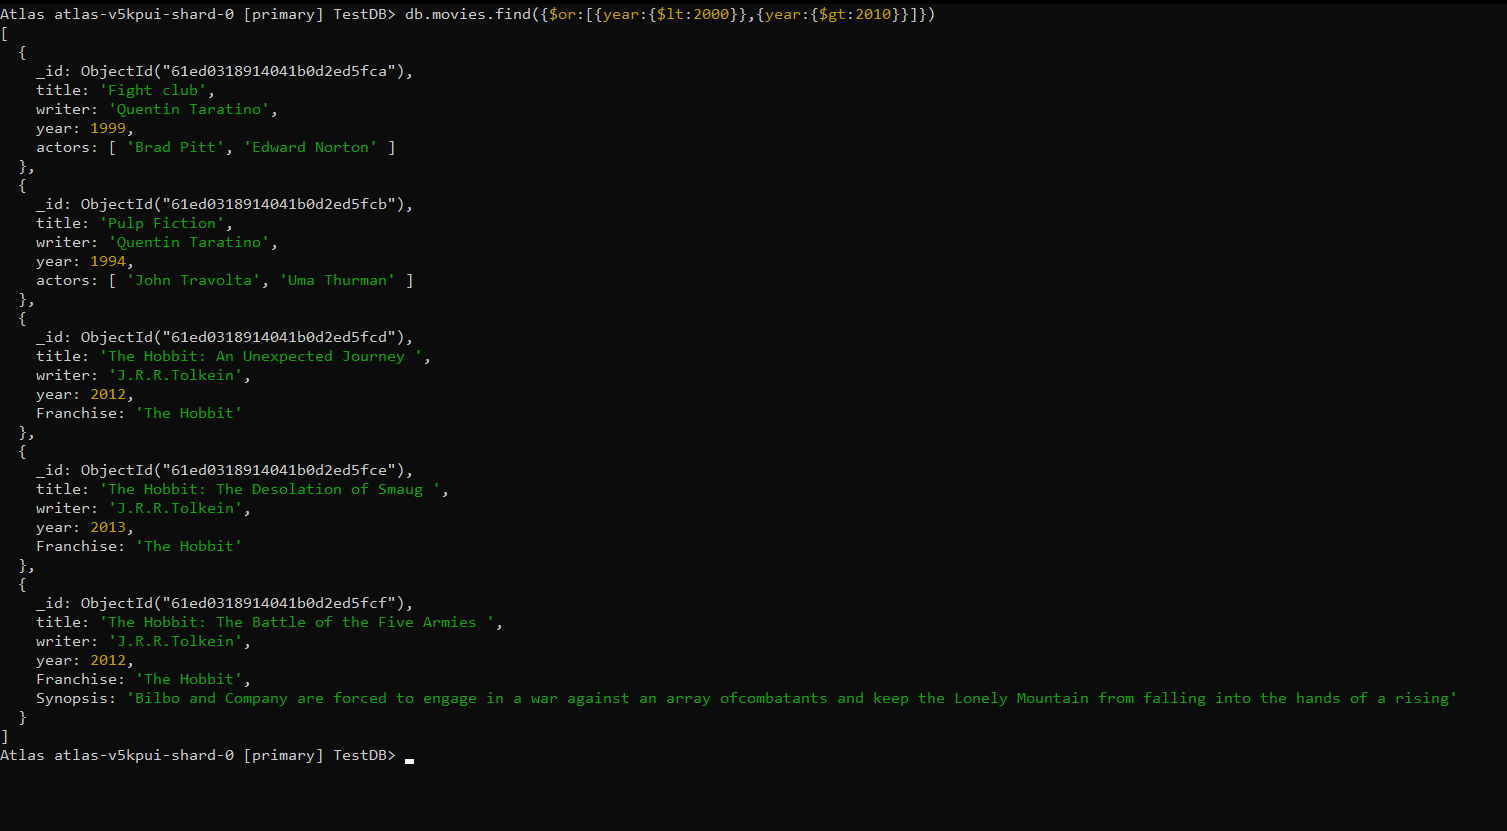 Atlas atlas-v5kpui-shard-0 [primary] TestDB> db.movies.find({$or:[{year:{$lt:2000}},{year:{$gt:2010}}]})
[
  {
    _id: ObjectId("61ed0318914041b0d2ed5fca"),
    title: 'Fight club',
    writer: 'Quentin Taratino',
    year: 1999,
    actors: [ 'Brad Pitt', 'Edward Norton' ]
  },
  {
    _id: ObjectId("61ed0318914041b0d2ed5fcb"),
    title: 'Pulp Fiction',
    writer: 'Quentin Taratino',
    year: 1994,
    actors: [ 'John Travolta', 'Uma Thurman' ]
  },
  {
    _id: ObjectId("61ed0318914041b0d2ed5fcd"),
    title: 'The Hobbit: An Unexpected Journey ',
    writer: 'J.R.R.Tolkein',
    year: 2012,
    Franchise: 'The Hobbit'
  },
  {
    _id: ObjectId("61ed0318914041b0d2ed5fce"),
    title: 'The Hobbit: The Desolation of Smaug ',
    writer: 'J.R.R.Tolkein',
    year: 2013,
    Franchise: 'The Hobbit'
  },
  {
    _id: ObjectId("61ed0318914041b0d2ed5fcf"),
    title: 'The Hobbit: The Battle of the Five Armies ',
    writer: 'J.R.R.Tolkein',
    year: 2012,
    Franchise: 'The Hobbit',
    Synopsis: 'Bilbo and Company are forced to engage in a war against an array ofcombatants and keep the Lonely Mountain from falling into the hands of a rising'
  }
]
Atlas atlas-v5kpui-shard-0 [primary] TestDB>